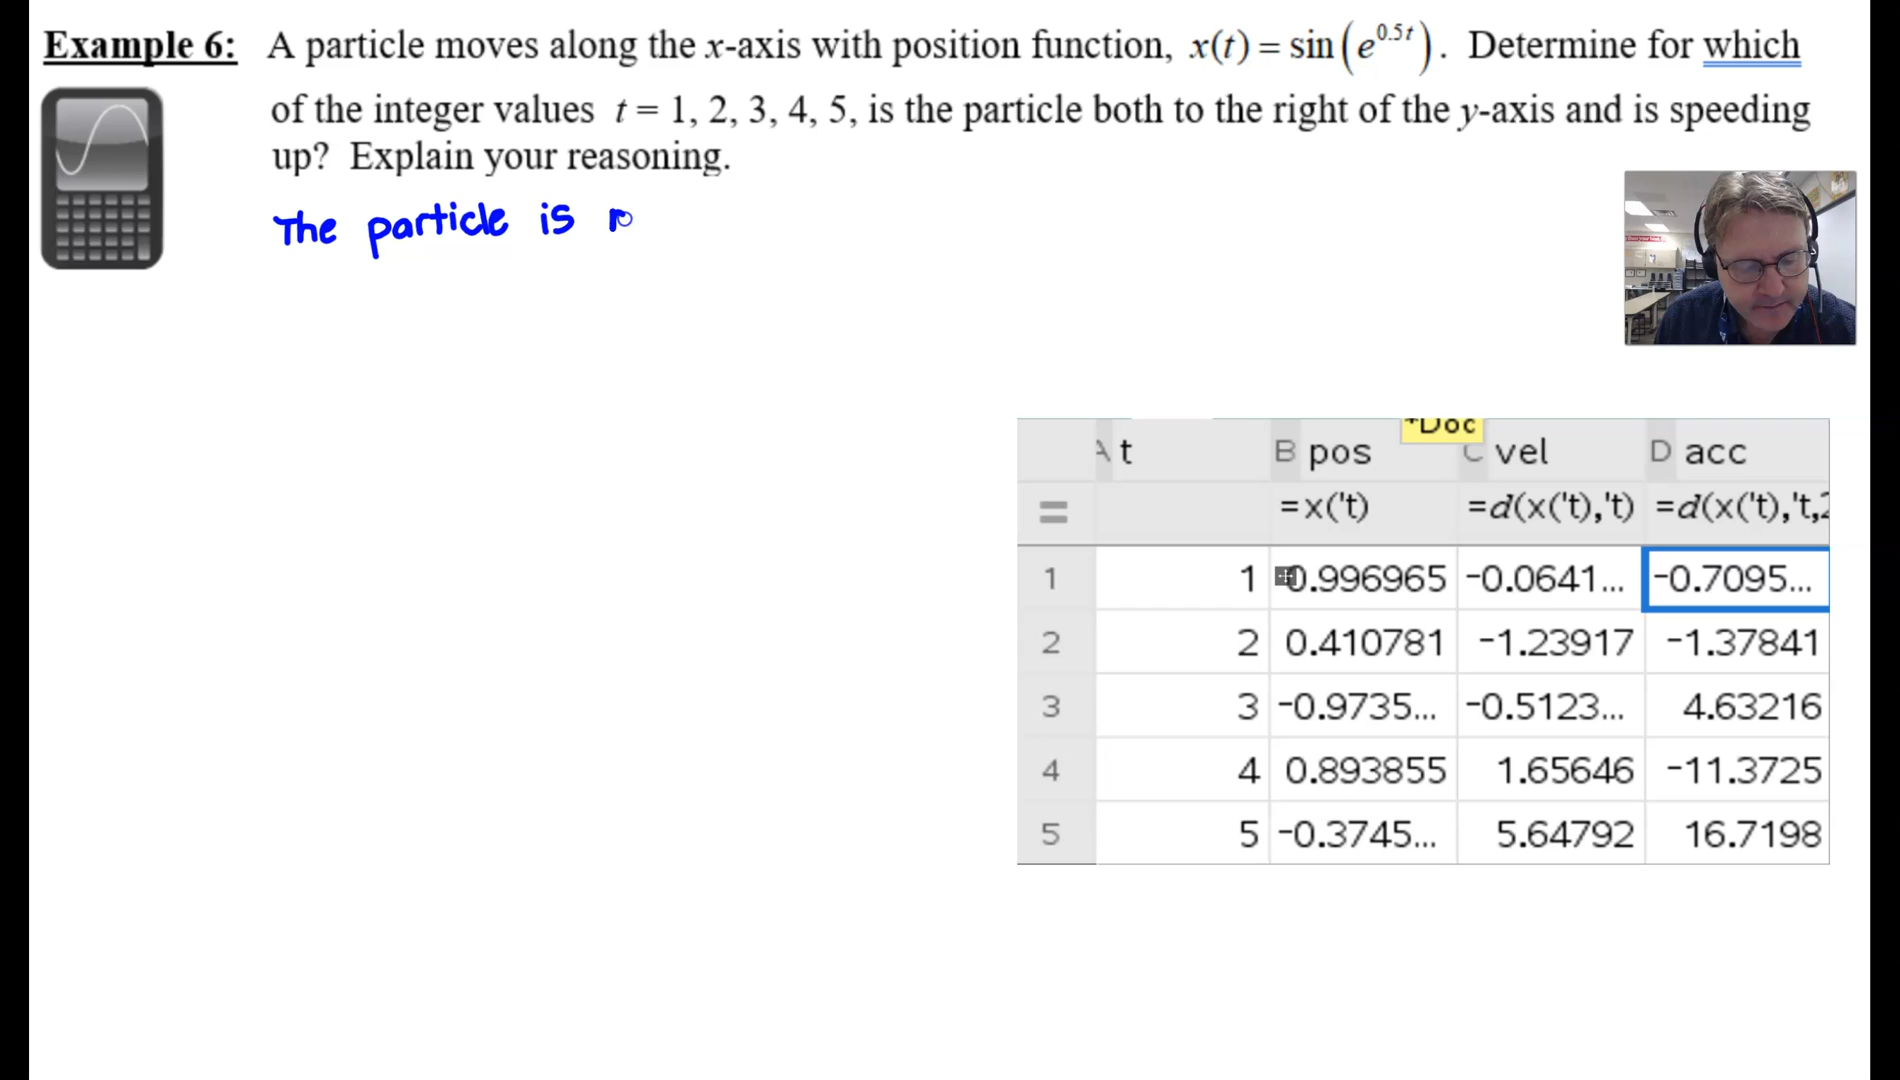 Example 6: A particle moves along the x-axis with position function, x(t) = sin(e^0.5t). Determine for which
of the integer values t = 1, 2, 3, 4, 5, is the particle both to the right of the y-axis and is speeding
up? Explain your reasoning.
The particle is
*Doc
A t B pos C vel D acc
= =x('t) =d(x('t),'t) =d(x('t),'t,2
1 1 0.996965 -0.0641... -0.7095...
2 2 0.410781 -1.23917 -1.37841
3 3 -0.9735... -0.5123... 4.63216
4 4 0.893855 1.65646 -11.3725
5 5 -0.3745... 5.64792 16.7198